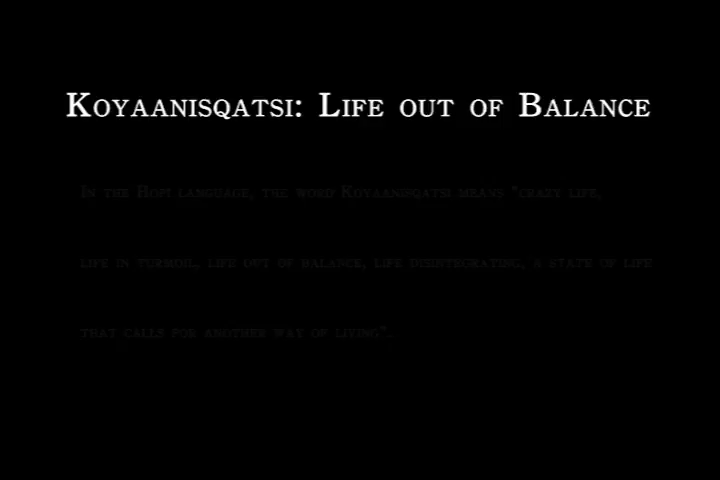 Koyaanisqatsi: Life out of Balance
In the Hopi language, the word Koyaanisqatsi means "crazy life,
life in turmoil, life out of balance, life disintegrating, a state of life
that calls for another way of living".